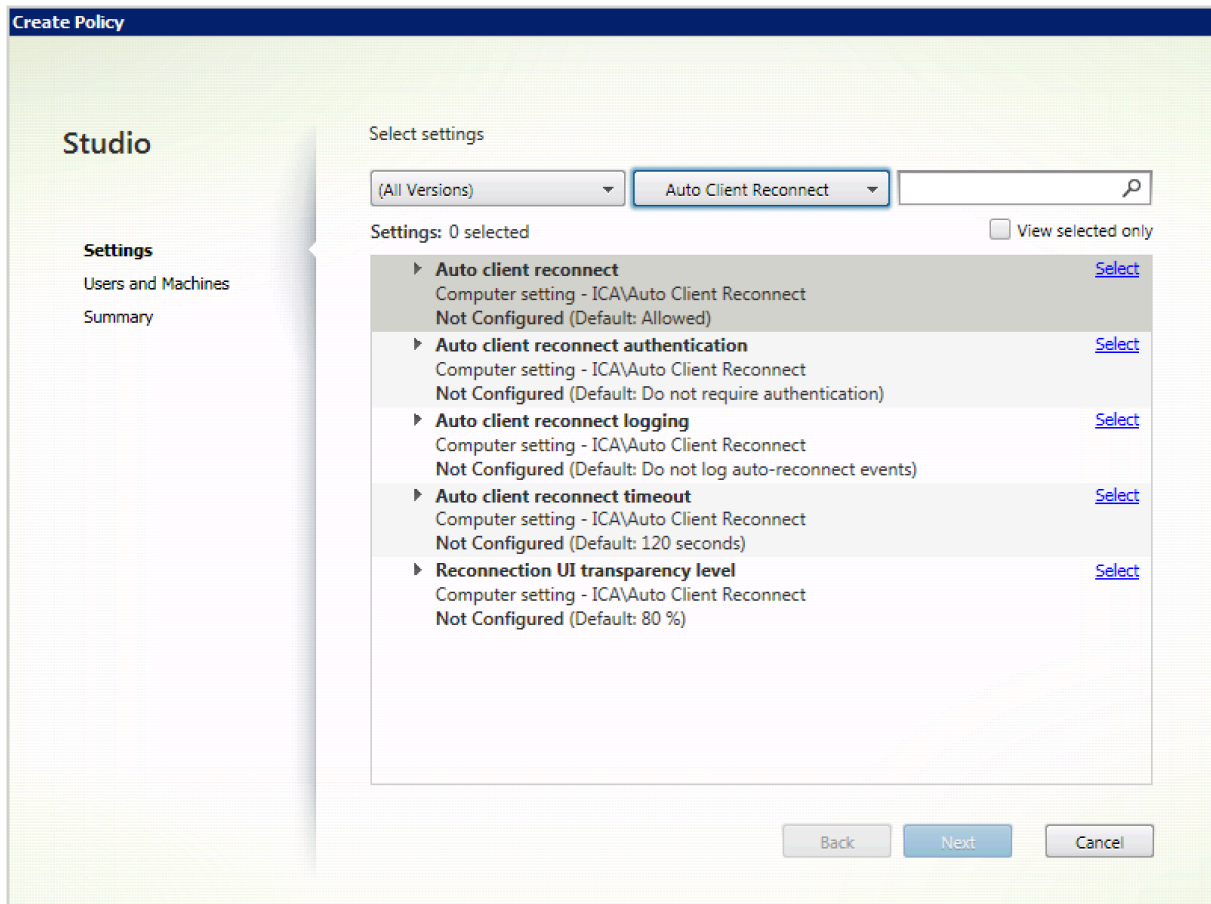 Create Policy
Studio
Settings
Users and Machines
Summary
Select settings
(All Versions)
Auto Client Reconnect
Settings: 0 selected
View selected only
Auto client reconnect
Select
Computer setting - ICA\Auto Client Reconnect
Not Configured (Default: Allowed)
Auto client reconnect authentication
Select
Computer setting - ICA\Auto Client Reconnect
Not Configured (Default: Do not require authentication)
Auto client reconnect logging
Select
Computer setting - ICA\Auto Client Reconnect
Not Configured (Default: Do not log auto-reconnect events)
Auto client reconnect timeout
Select
Computer setting - ICA\Auto Client Reconnect
Not Configured (Default: 120 seconds)
Reconnection UI transparency level
Select
Computer setting - ICA\Auto Client Reconnect
Not Configured (Default: 80 %)
Back
Next
Cancel